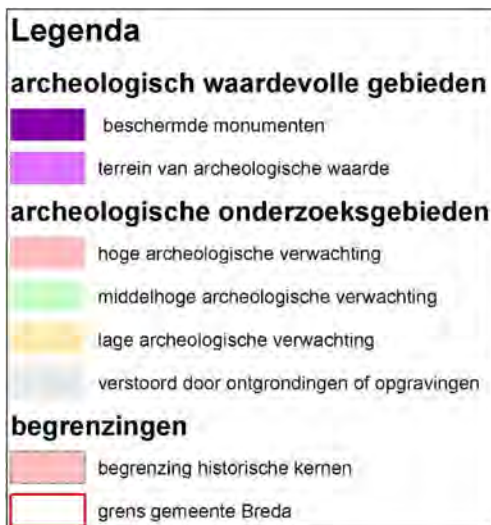 Legenda
archeologisch waardevolle gebieden
beschermde monumenten
terrein van archeologische waarde
archeologische onderzoeksgebieden
hoge archeologische verwachting
middelhoge archeologische verwachting
lage archeologische verwachting
verstoord door ontgrondingen of opgravingen
begrenzingen
begrenzing historische kernen
grens gemeente Breda